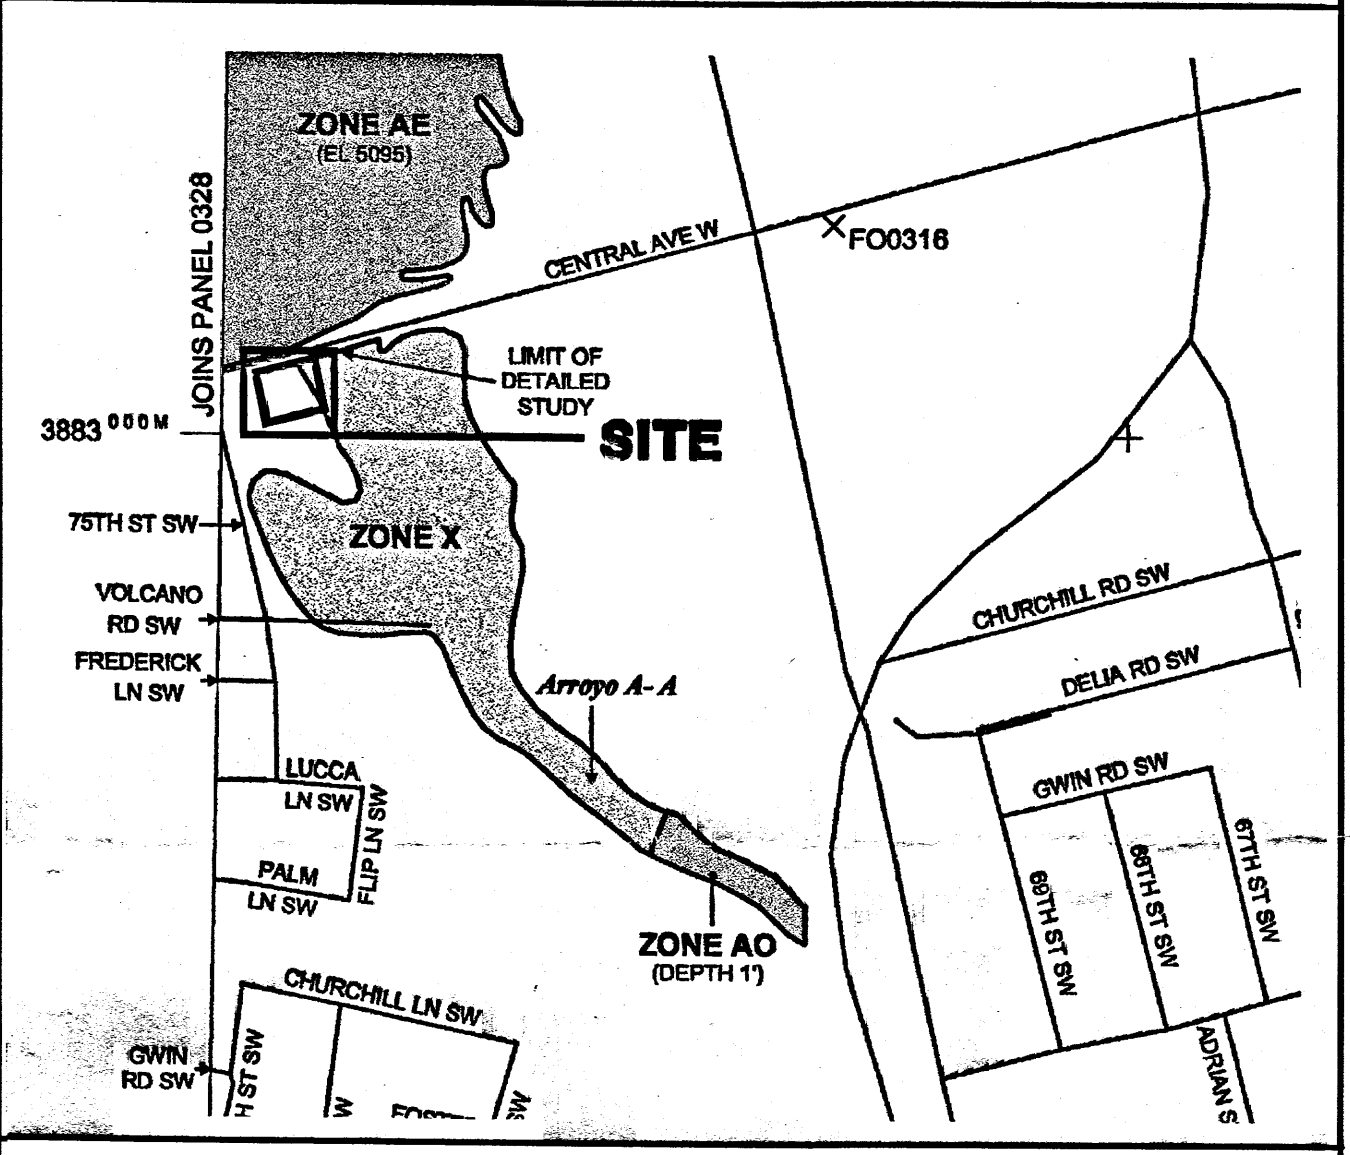 ZONE AE
(EL 5095)
JOINS PANEL 0328
CENTRAL AVE W
FO0316
LIMIT OF
DETAILED
STUDY
3883 000 M
SITE
75TH ST SW
ZONE X
VOLCANO
RD SW
CHURCHILL RD SW
FREDERICK
LN SW
DELIA RD SW
Arroyo A-A
LUCCA
LN SW
FLIP LN SW
GWIN RD SW
PALM
LN SW
69TH ST SW
68TH ST SW
67TH ST SW
ZONE AO
(DEPTH 1')
CHURCHILL LN SW
GWIN
RD SW
H ST SW
W
SW
ADRIAN S